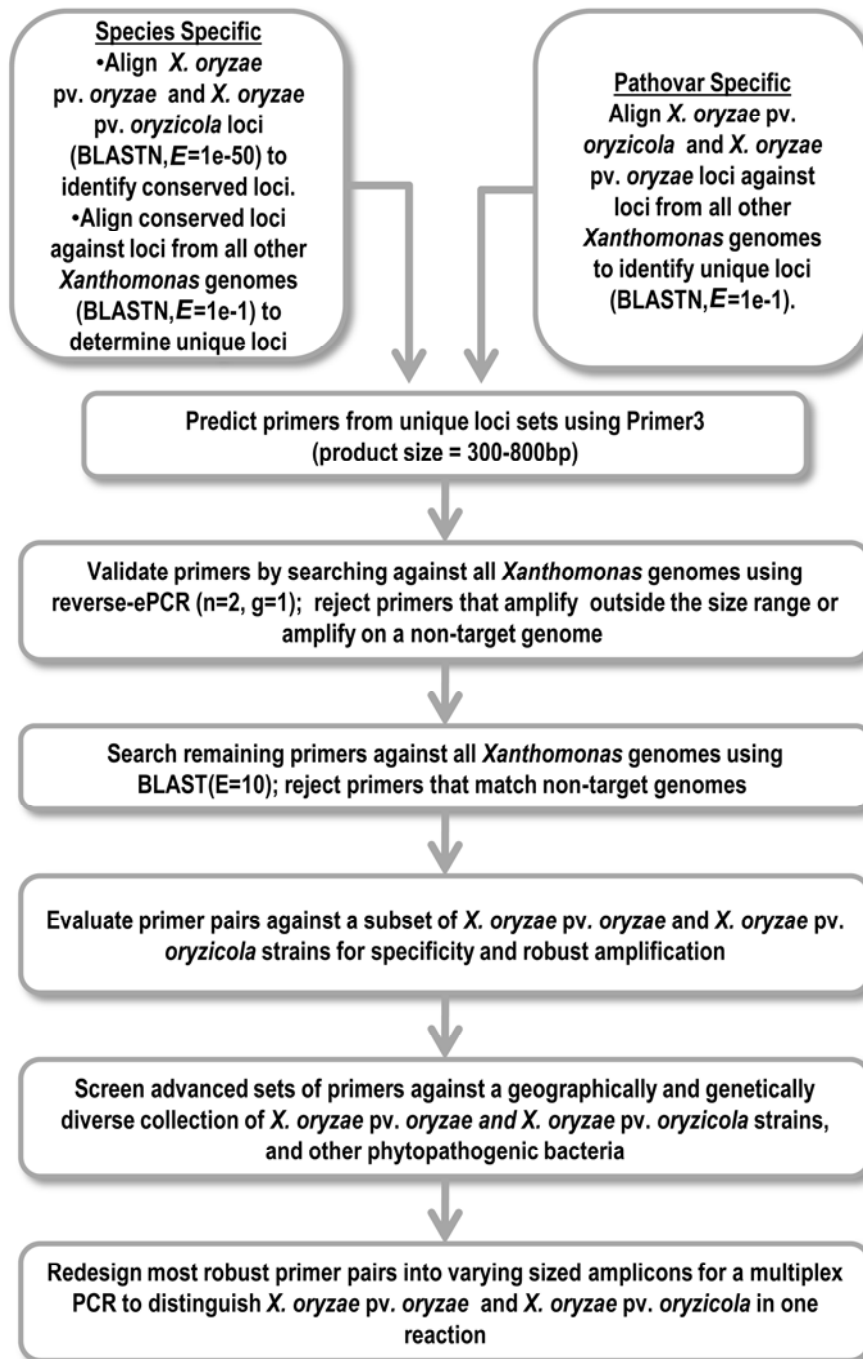 Species Specific
•Align X. oryzae
pv. oryzae and X. oryzae
pv. oryzicola loci
(BLASTN,E=1e-50) to
identify conserved loci.
•Align conserved loci
against loci from all other
Xanthomonas genomes
(BLASTN,E=1e-1) to
determine unique loci
Pathovar Specific
Align X. oryzae pv.
oryzicola and X. oryzae
pv. oryzae loci against
loci from all other
Xanthomonas genomes
to identify unique loci
(BLASTN,E=1e-1).
Predict primers from unique loci sets using Primer3
(product size = 300-800bp)
Validate primers by searching against all Xanthomonas genomes using
reverse-ePCR (n=2, g=1); reject primers that amplify outside the size range or
amplify on a non-target genome
Search remaining primers against all Xanthomonas genomes using
BLAST(E=10); reject primers that match non-target genomes
Evaluate primer pairs against a subset of X. oryzae pv. oryzae and X. oryzae pv.
oryzicola strains for specificity and robust amplification
Screen advanced sets of primers against a geographically and genetically
diverse collection of X. oryzae pv. oryzae and X. oryzae pv. oryzicola strains,
and other phytopathogenic bacteria
Redesign most robust primer pairs into varying sized amplicons for a multiplex
PCR to distinguish X. oryzae pv. oryzae and X. oryzae pv. oryzicola in one
reaction